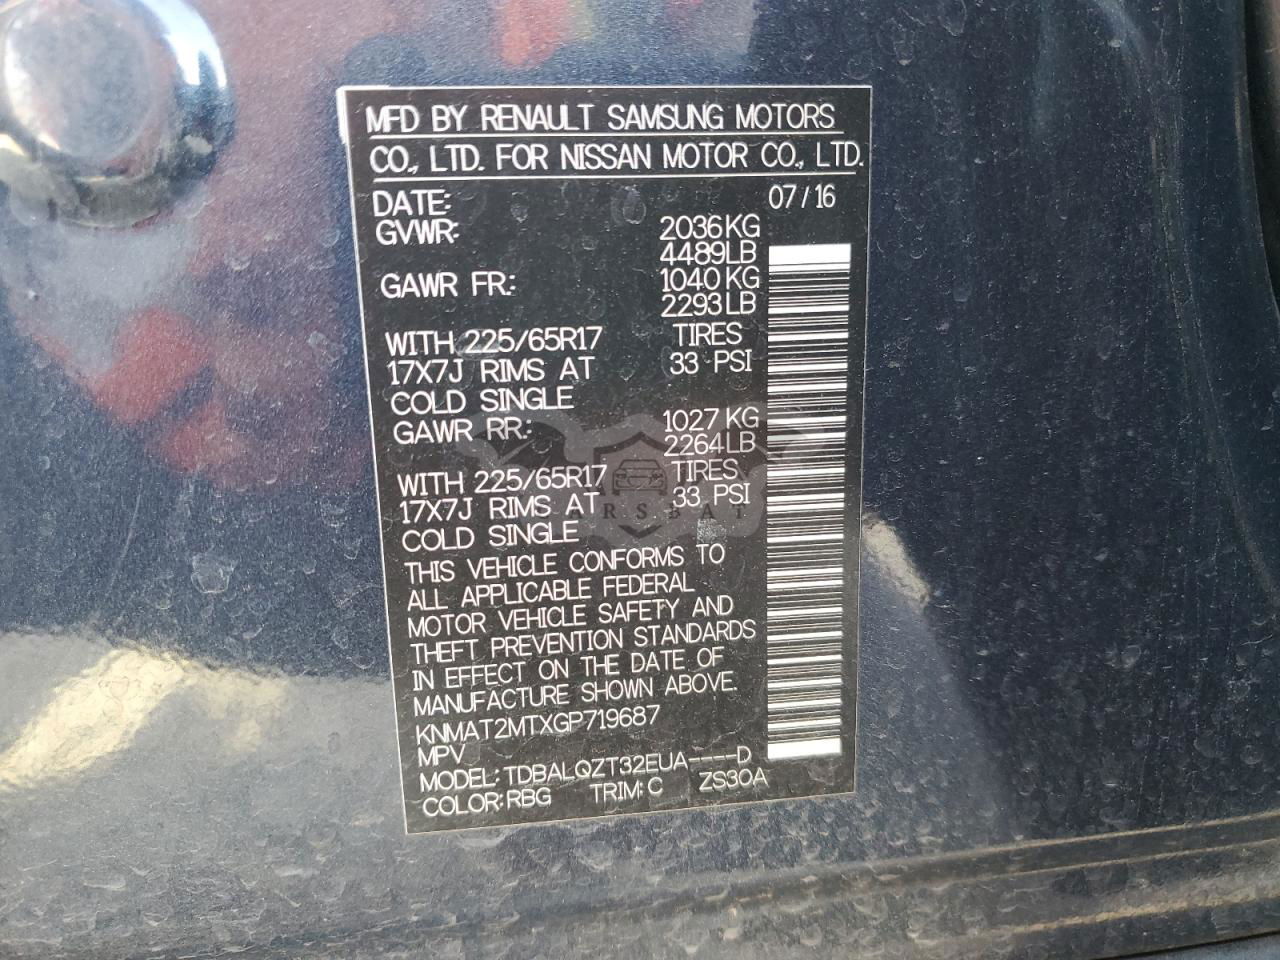 MFD BY RENAULT SAMSUNG MOTORS
CO., LTD. FOR NISSAN MOTOR CO., LTD.
DATE: 07/16
GVWR: 2036KG
4489LB
GAWR FR.: 1040KG
2293LB
WITH 225/65R17 TIRES
17X7J RIMS AT 33 PSI
COLD SINGLE
GAWR RR.: 1027KG
2264LB
WITH 225/65R17 TIRES
17X7J RIMS AT 33 PSI
COLD SINGLE
THIS VEHICLE CONFORMS TO
ALL APPLICABLE FEDERAL
MOTOR VEHICLE SAFETY AND
THEFT PREVENTION STANDARDS
IN EFFECT ON THE DATE OF
MANUFACTURE SHOWN ABOVE.
KNMAT2MTXGP719687
MPV
MODEL: TDBALQZT32EUA----D
COLOR: RBG TRIM: C ZS30A